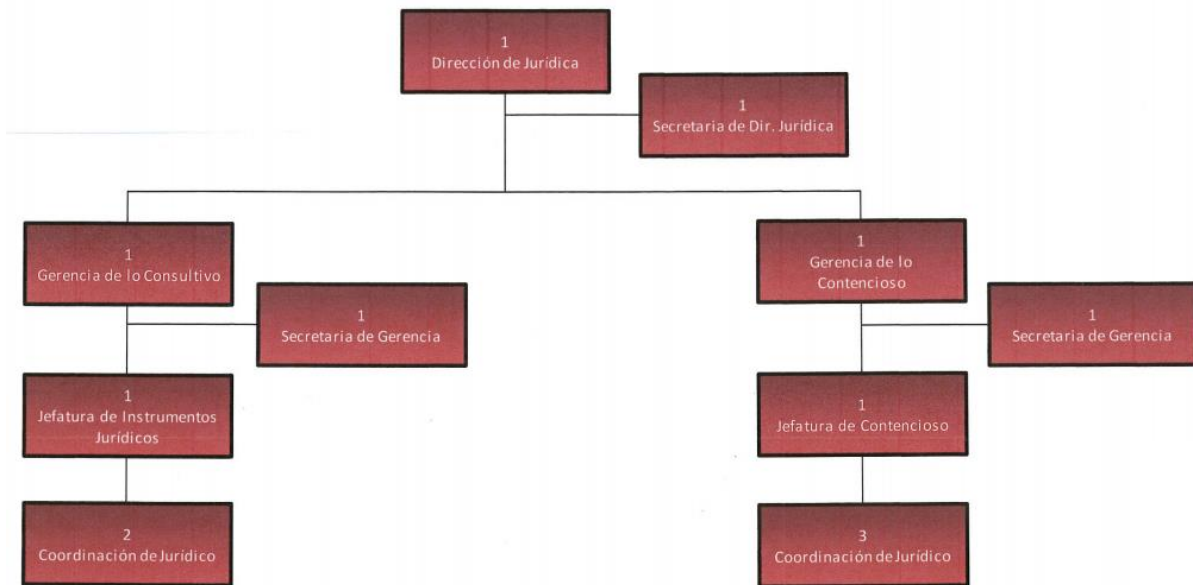 1
Dirección de Jurídica
1
Secretaria de Dir. Jurídica
1
Gerencia de lo Consultivo
1
Secretaria de Gerencia
1
Jefatura de Instrumentos
Jurídicos
2
Coordinación de Jurídico
1
Gerencia de lo
Contencioso
1
Secretaria de Gerencia
1
Jefatura de Contencioso
3
Coordinación de Jurídico